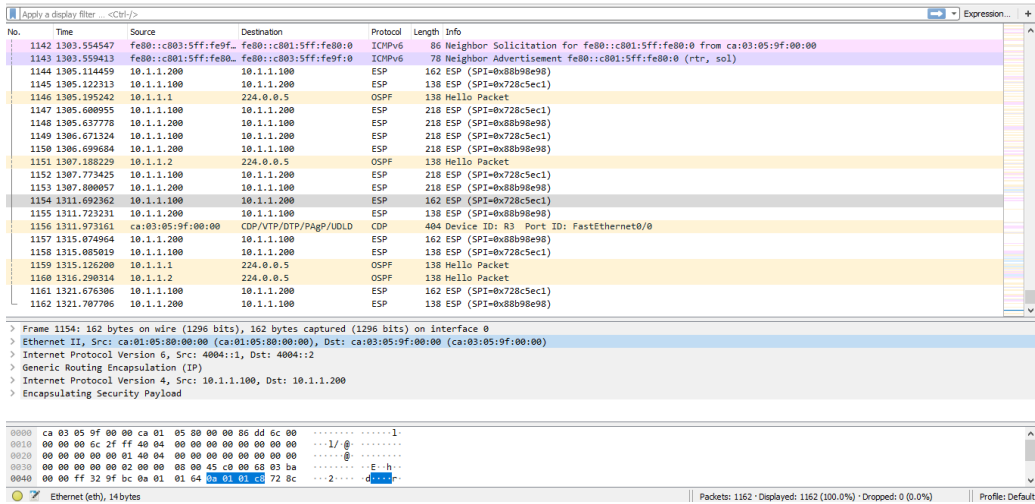 Apply a display filter ... <Ctrl-/> Expression... +
No. Time Source Destination Protocol Length Info
1142 1303.554547 fe80::c803:5ff:fe9f… fe80::c801:5ff:fe80:0 ICMPv6 86 Neighbor Solicitation for fe80::c801:5ff:fe80:0 from ca:03:05:9f:00:00
1143 1303.559413 fe80::c801:5ff:fe80… fe80::c803:5ff:fe9f:0 ICMPv6 78 Neighbor Advertisement fe80::c801:5ff:fe80:0 (rtr, sol)
1144 1305.114459 10.1.1.200 10.1.1.100 ESP 162 ESP (SPI=0x88b98e98)
1145 1305.122313 10.1.1.100 10.1.1.200 ESP 138 ESP (SPI=0x728c5ec1)
1146 1305.195242 10.1.1.1 224.0.0.5 OSPF 138 Hello Packet
1147 1305.600955 10.1.1.100 10.1.1.200 ESP 218 ESP (SPI=0x728c5ec1)
1148 1305.637778 10.1.1.200 10.1.1.100 ESP 218 ESP (SPI=0x88b98e98)
1149 1306.671324 10.1.1.100 10.1.1.200 ESP 218 ESP (SPI=0x728c5ec1)
1150 1306.699684 10.1.1.200 10.1.1.100 ESP 218 ESP (SPI=0x88b98e98)
1151 1307.188229 10.1.1.2 224.0.0.5 OSPF 138 Hello Packet
1152 1307.773425 10.1.1.100 10.1.1.200 ESP 218 ESP (SPI=0x728c5ec1)
1153 1307.800057 10.1.1.200 10.1.1.100 ESP 218 ESP (SPI=0x88b98e98)
1154 1311.692362 10.1.1.100 10.1.1.200 ESP 162 ESP (SPI=0x728c5ec1)
1155 1311.723231 10.1.1.200 10.1.1.100 ESP 138 ESP (SPI=0x88b98e98)
1156 1311.973161 ca:03:05:9f:00:00 CDP/VTP/DTP/PAgP/UDLD CDP 404 Device ID: R3 Port ID: FastEthernet0/0
1157 1315.074964 10.1.1.200 10.1.1.100 ESP 162 ESP (SPI=0x88b98e98)
1158 1315.085019 10.1.1.100 10.1.1.200 ESP 138 ESP (SPI=0x728c5ec1)
1159 1315.126200 10.1.1.1 224.0.0.5 OSPF 138 Hello Packet
1160 1316.290314 10.1.1.2 224.0.0.5 OSPF 138 Hello Packet
1161 1321.676306 10.1.1.100 10.1.1.200 ESP 162 ESP (SPI=0x728c5ec1)
1162 1321.707706 10.1.1.200 10.1.1.100 ESP 138 ESP (SPI=0x88b98e98)
> Frame 1154: 162 bytes on wire (1296 bits), 162 bytes captured (1296 bits) on interface 0
> Ethernet II, Src: ca:01:05:80:00:00 (ca:01:05:80:00:00), Dst: ca:03:05:9f:00:00 (ca:03:05:9f:00:00)
> Internet Protocol Version 6, Src: 4004::1, Dst: 4004::2
> Generic Routing Encapsulation (IP)
> Internet Protocol Version 4, Src: 10.1.1.100, Dst: 10.1.1.200
> Encapsulating Security Payload
0000 ca 03 05 9f 00 00 ca 01 05 80 00 00 86 dd 6c 00 ········ ······l·
0010 00 00 00 6c 2f ff 40 04 00 00 00 00 00 00 00 00 ···l/·@· ········
0020 00 00 00 00 00 01 40 04 00 00 00 00 00 00 00 00 ······@· ········
0030 00 00 00 00 00 02 00 00 08 00 45 c0 00 68 03 ba ········ ··E··h··
0040 00 00 ff 32 9f bc 0a 01 01 64 0a 01 01 c8 72 8c ···2···· ·d····r·
Ethernet (eth), 14 bytes Packets: 1162 · Displayed: 1162 (100.0%) · Dropped: 0 (0.0%) Profile: Default